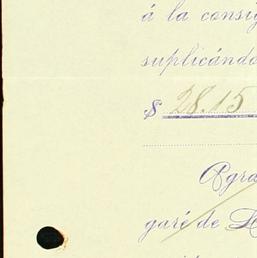 á la consig
suplicándo
$ 28.15
Agra
garé de